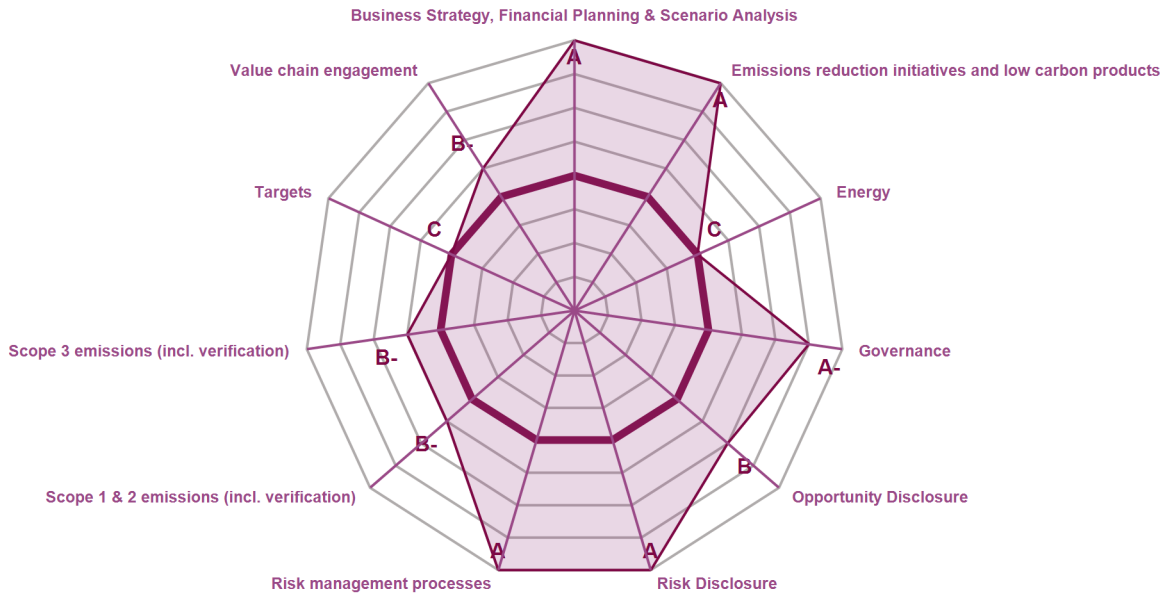 Business Strategy, Financial Planning & Scenario Analysis
A
Value chain engagement
Emissions reduction initiatives and low carbon products
A
B-
Targets
Energy
C
C
Scope 3 emissions (incl. verification)
Governance
B-
A-
B-
B
Scope 1 & 2 emissions (incl. verification)
Opportunity Disclosure
A
A
Risk management processes
Risk Disclosure